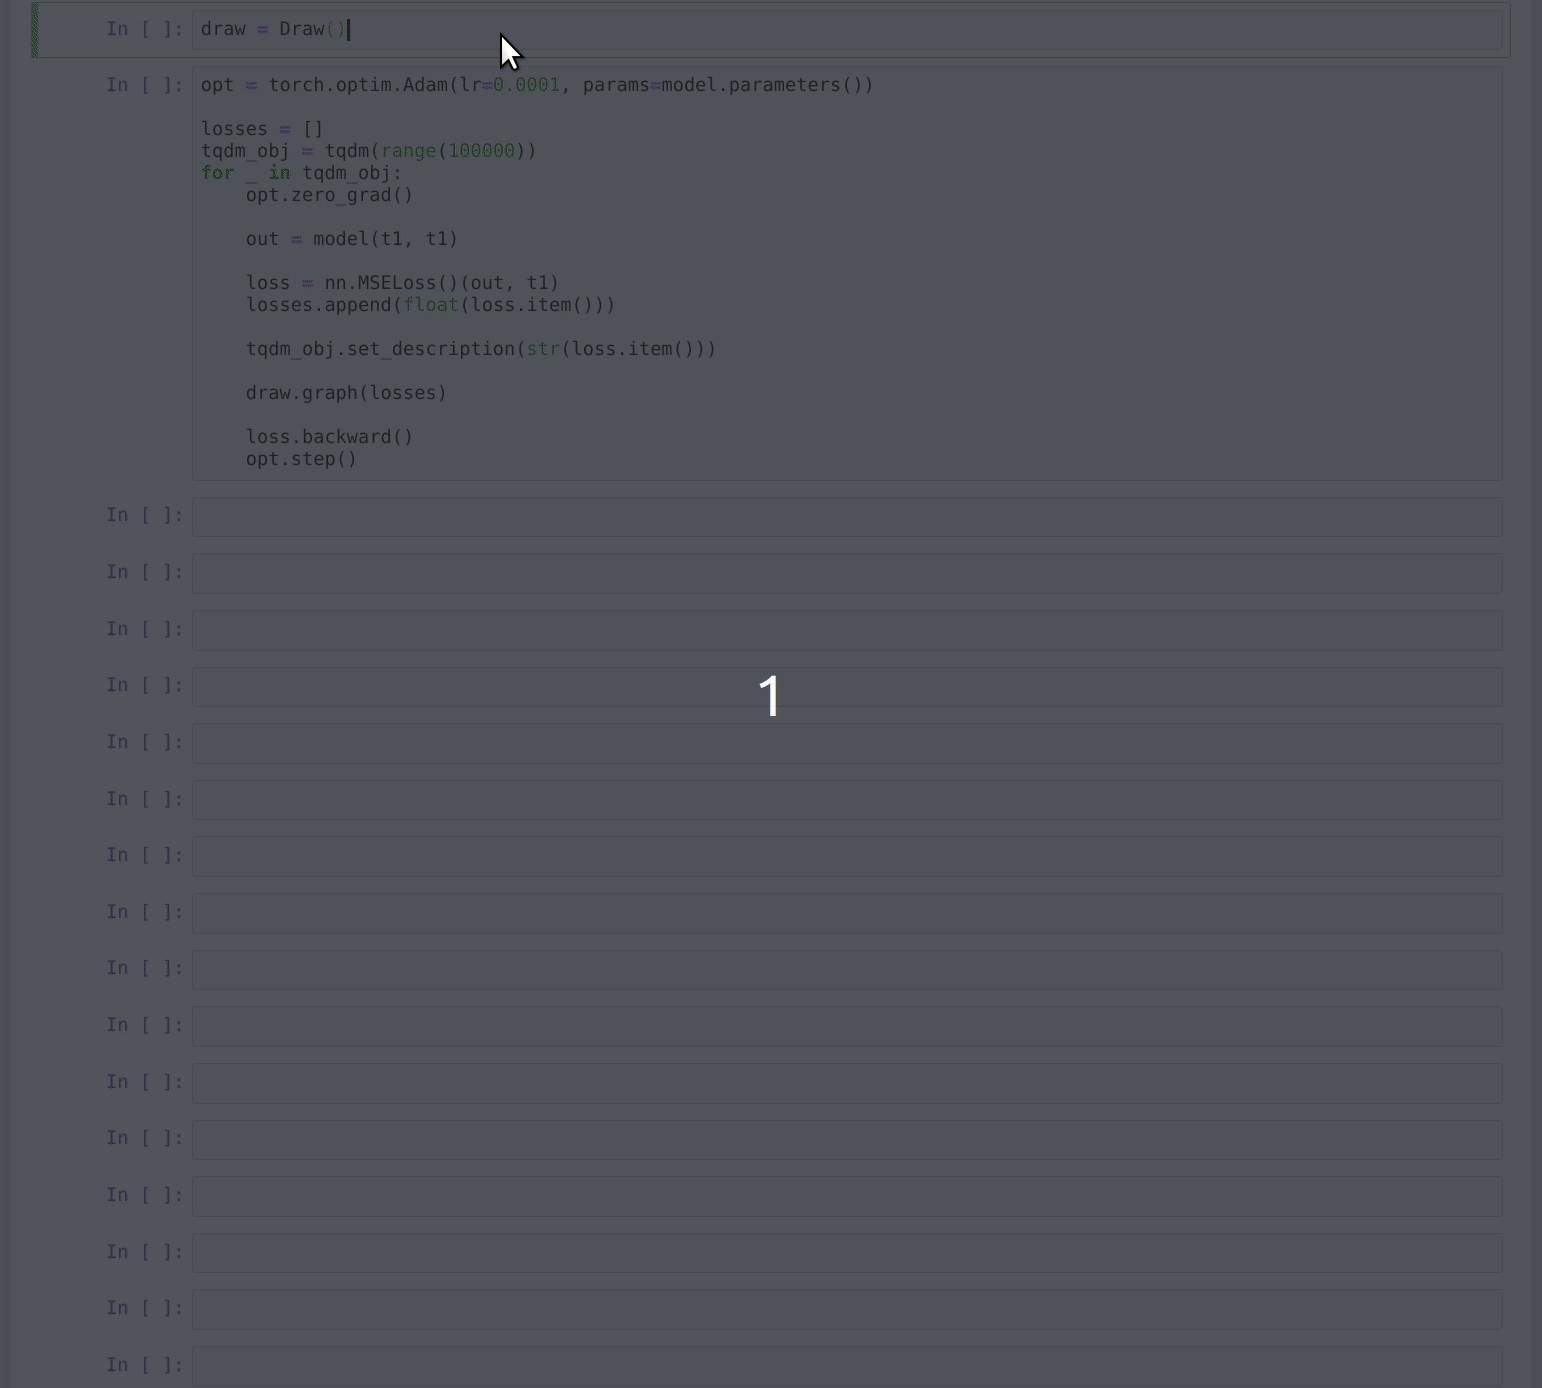 In [ ]: draw = Draw()
In [ ]: opt = torch.optim.Adam(lr=0.0001, params=model.parameters())
losses = []
tqdm_obj = tqdm(range(100000))
for _ in tqdm_obj:
    opt.zero_grad()
    out = model(t1, t1)
    loss = nn.MSELoss()(out, t1)
    losses.append(float(loss.item()))
    tqdm_obj.set_description(str(loss.item()))
    draw.graph(losses)
    loss.backward()
    opt.step()
In [ ]:
In [ ]:
In [ ]:
In [ ]:
1
In [ ]:
In [ ]:
In [ ]:
In [ ]:
In [ ]:
In [ ]:
In [ ]:
In [ ]:
In [ ]:
In [ ]:
In [ ]:
In [ ]: